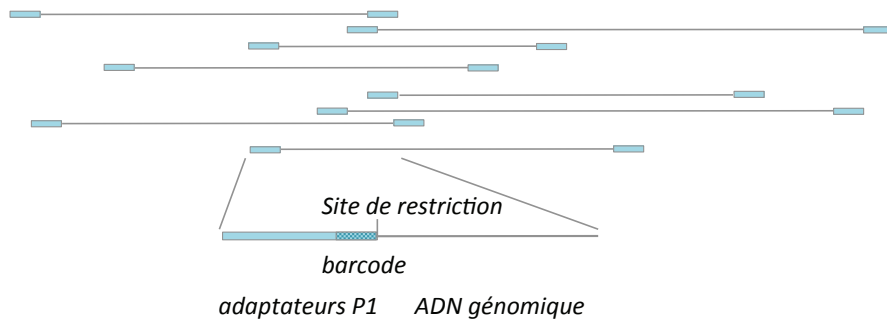 Site de restriction
barcode
adaptateurs P1 ADN génomique